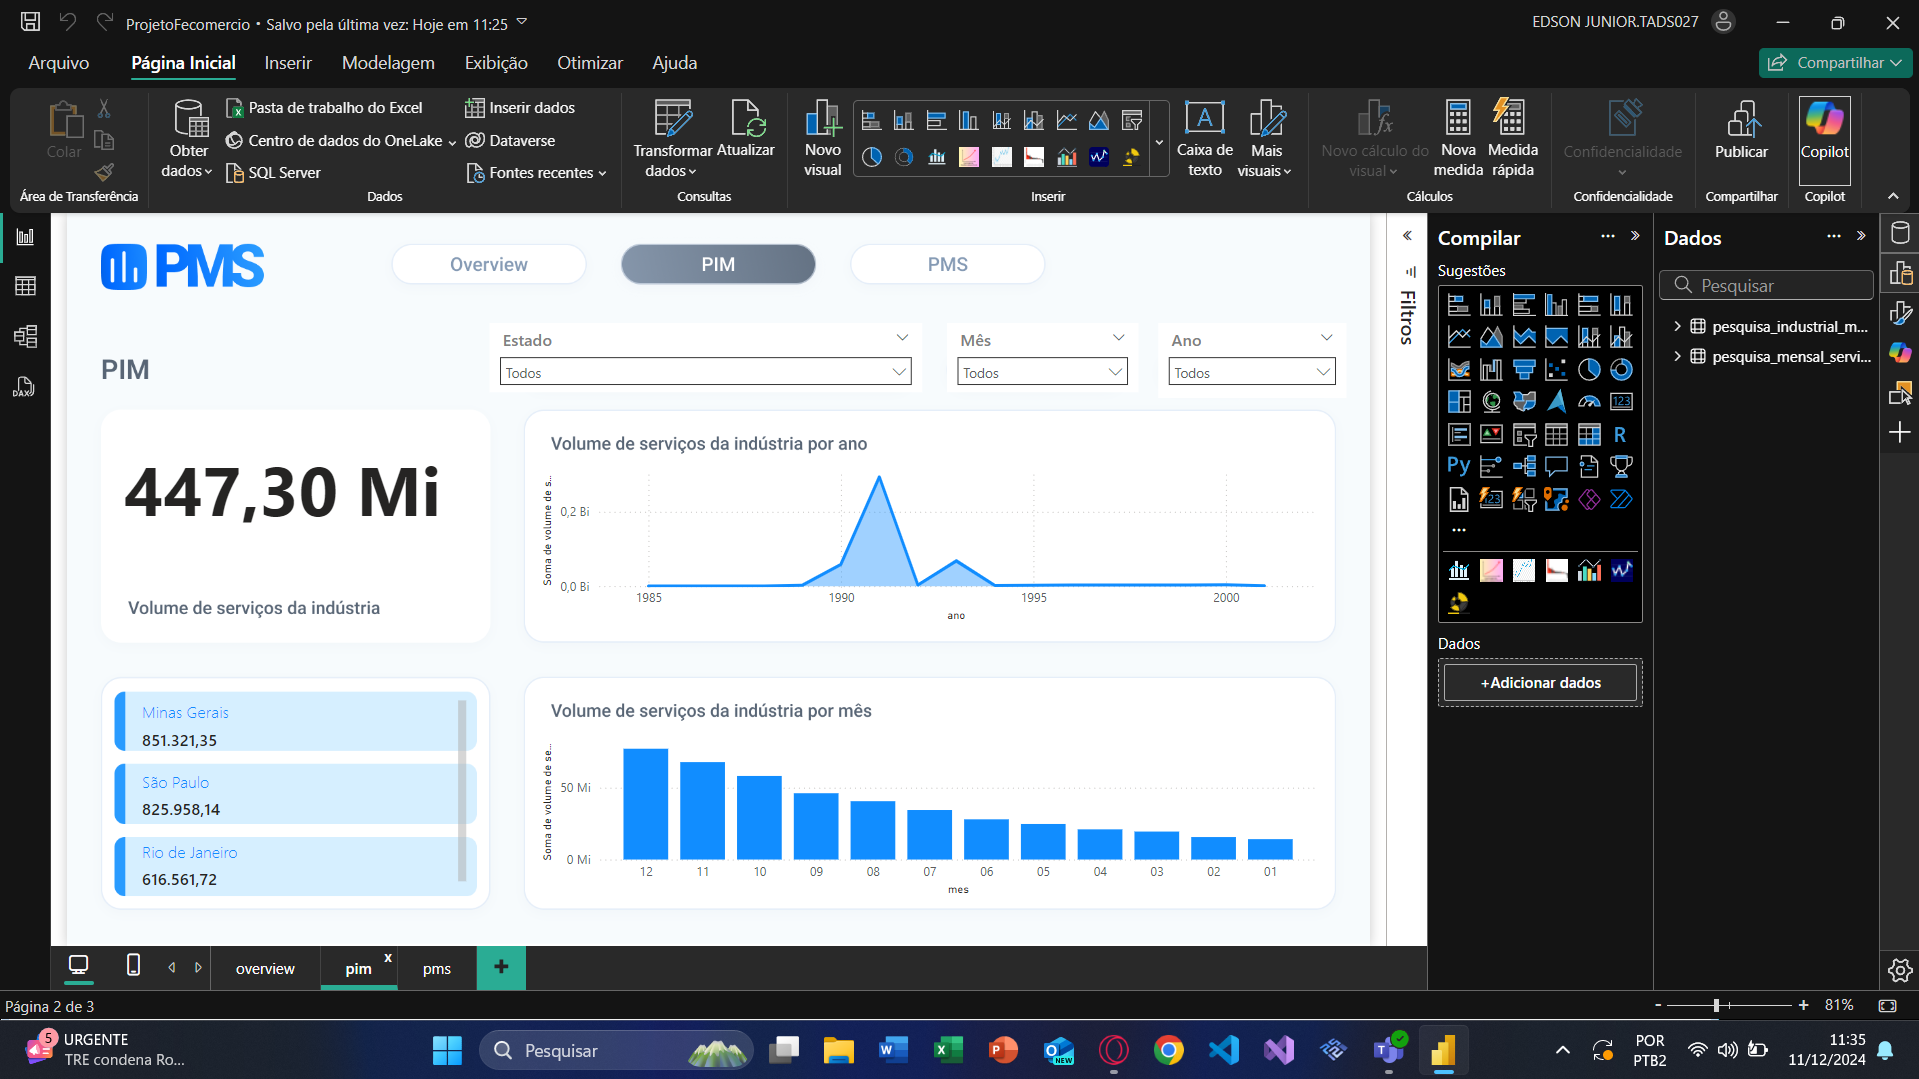 ProjetoFecomercio • Salvo pela última vez: Hoje em 11:25
EDSON JUNIOR.TADS027
Arquivo
Página Inicial
Inserir
Modelagem
Exibição
Otimizar
Ajuda
Compartilhar
Colar
Área de Transferência
Obter
dados
Pasta de trabalho do Excel
Centro de dados do OneLake
SQL Server
Inserir dados
Dataverse
Fontes recentes
Dados
Transformar
dados
Atualizar
Consultas
Novo
visual
Caixa de
texto
Mais
visuais
Inserir
Novo cálculo do
visual
Nova
medida
Medida
rápida
Cálculos
Confidencialidade
Confidencialidade
Publicar
Compartilhar
Copilot
Copilot
PMS
Overview
PIM
PMS
PIM
Estado
Todos
Mês
Todos
Ano
Todos
447,30 Mi
Volume de serviços da indústria
Volume de serviços da indústria por ano
Soma de volume de s...
0,2 Bi
0,0 Bi
1985
1990
1995
2000
ano
Minas Gerais
851.321,35
São Paulo
825.958,14
Rio de Janeiro
616.561,72
Volume de serviços da indústria por mês
Soma de volume de se...
50 Mi
0 Mi
12
11
10
09
08
07
06
05
04
03
02
01
mes
Filtros
Compilar
Sugestões
123
R
Py
123
Dados
+Adicionar dados
Dados
Pesquisar
pesquisa_industrial_m...
pesquisa_mensal_servi...
DAX
overview
pim
x
pms
+
Página 2 de 3
- + 81%
5
URGENTE
TRE condena Ro...
Pesquisar
NEW
POR
PTB2
11:35
11/12/2024